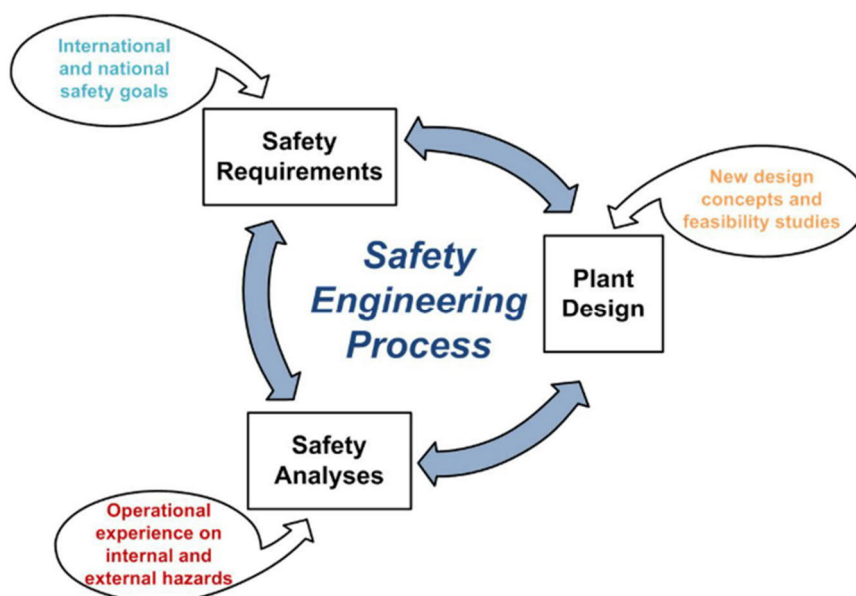 International
and national
safety goals
Safety
Requirements
New design
concepts and
feasibility studies
Safety
Engineering
Process
Plant
Design
Safety
Analyses
Operational
experience on
internal and
external hazards